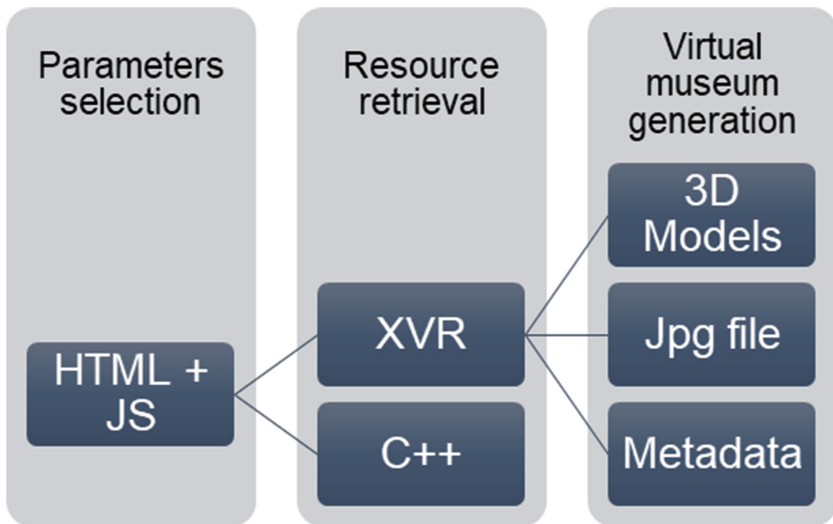 Parameters
selection
HTML +
JS
Resource
retrieval
XVR
C++
Virtual
museum
generation
3D
Models
Jpg file
Metadata